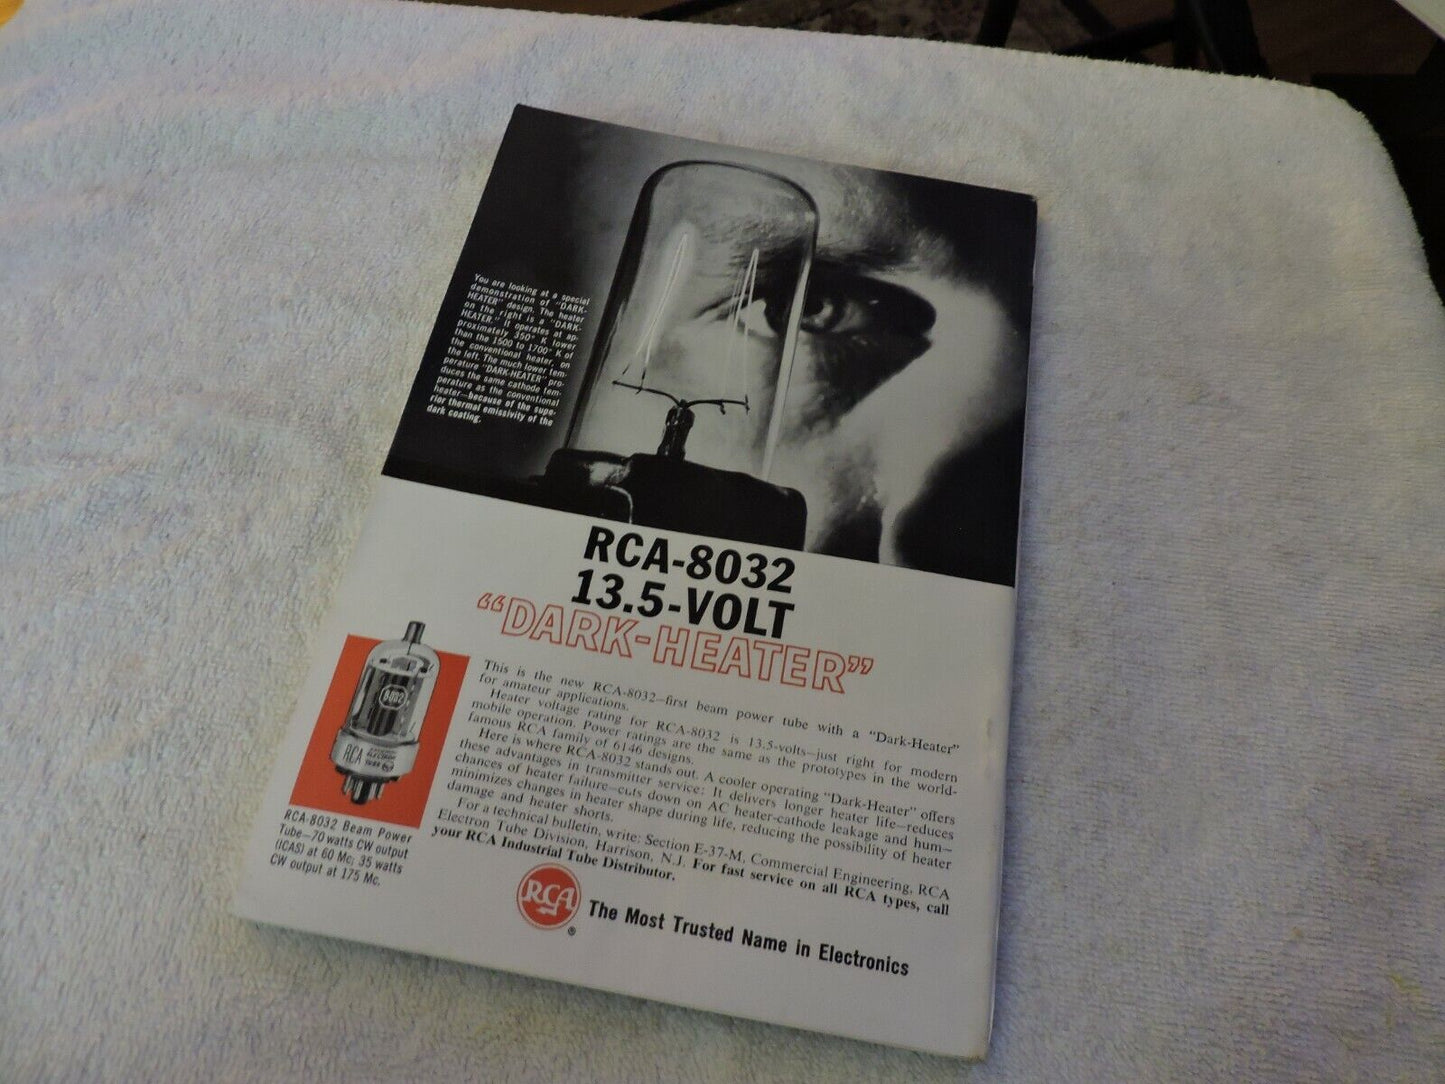 You are looking at a special
demonstration of "DARK-
HEATER" design. The heater
on the right is a "DARK-
HEATER." It operates at ap-
proximately 350° K lower
than the 1500 to 1700° K of
the conventional heater, on
the left. The much lower tem-
perature "DARK-HEATER" pro-
duces the same cathode tem-
perature as the conventional
heater—because of the supe-
rior thermal emissivity of the
dark coating.
RCA-8032
13.5-VOLT
"DARK-HEATER"
8032
RCA
ELECTRON
TUBE
RCA-8032 Beam Power
Tube—70 watts CW output
(ICAS) at 60 Mc; 35 watts
CW output at 175 Mc.
This is the new RCA-8032—first beam power tube with a "Dark-Heater"
for amateur applications.
Heater voltage rating for RCA-8032 is 13.5-volts—just right for modern
mobile operation. Power ratings are the same as the prototypes in the world-
famous RCA family of 6146 designs.
Here is where RCA-8032 stands out. A cooler operating "Dark-Heater" offers
these advantages in transmitter service: It delivers longer heater life—reduces
chances of heater failure—cuts down on AC heater-cathode leakage and hum—
minimizes changes in heater shape during life, reducing the possibility of heater
damage and heater shorts.
For a technical bulletin, write: Section E-37-M, Commercial Engineering, RCA
Electron Tube Division, Harrison, N.J. For fast service on all RCA types, call
your RCA Industrial Tube Distributor.
RCA
®
The Most Trusted Name in Electronics